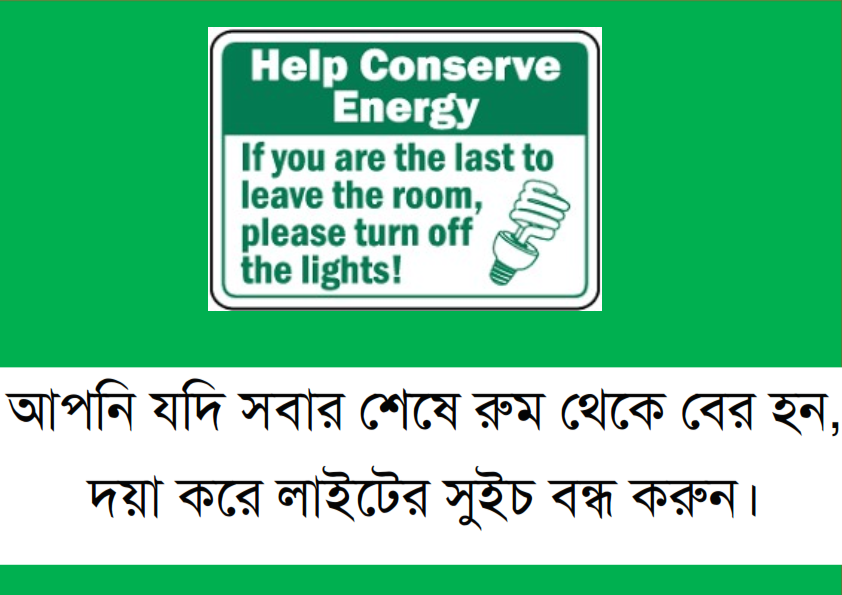 Help Conserve
Energy
If you are the last to
leave the room,
please turn off
the lights!
আপনি যদি সবার শেষে রুম থেকে বের হন,
দয়া করে লাইটের সুইচ বন্ধ করুন।